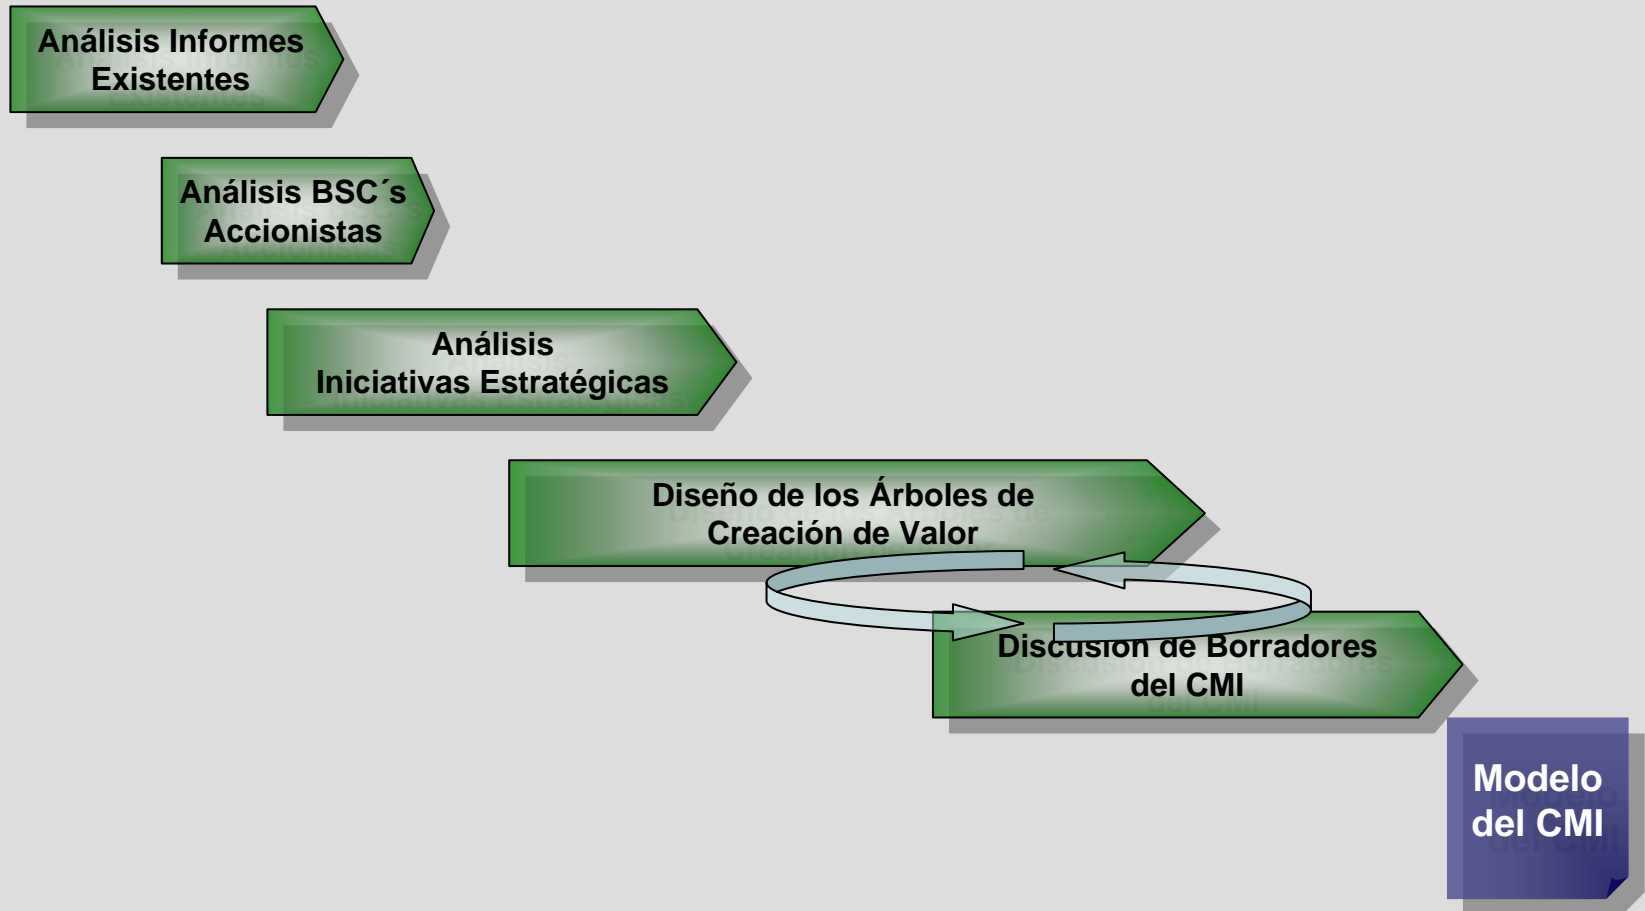 Análisis Informes
Existentes
Análisis BSC´s
Accionistas
Análisis
Iniciativas Estratégicas
Diseño de los Árboles de
Creación de Valor
Discusión de Borradores
del CMI
Modelo
del CMI